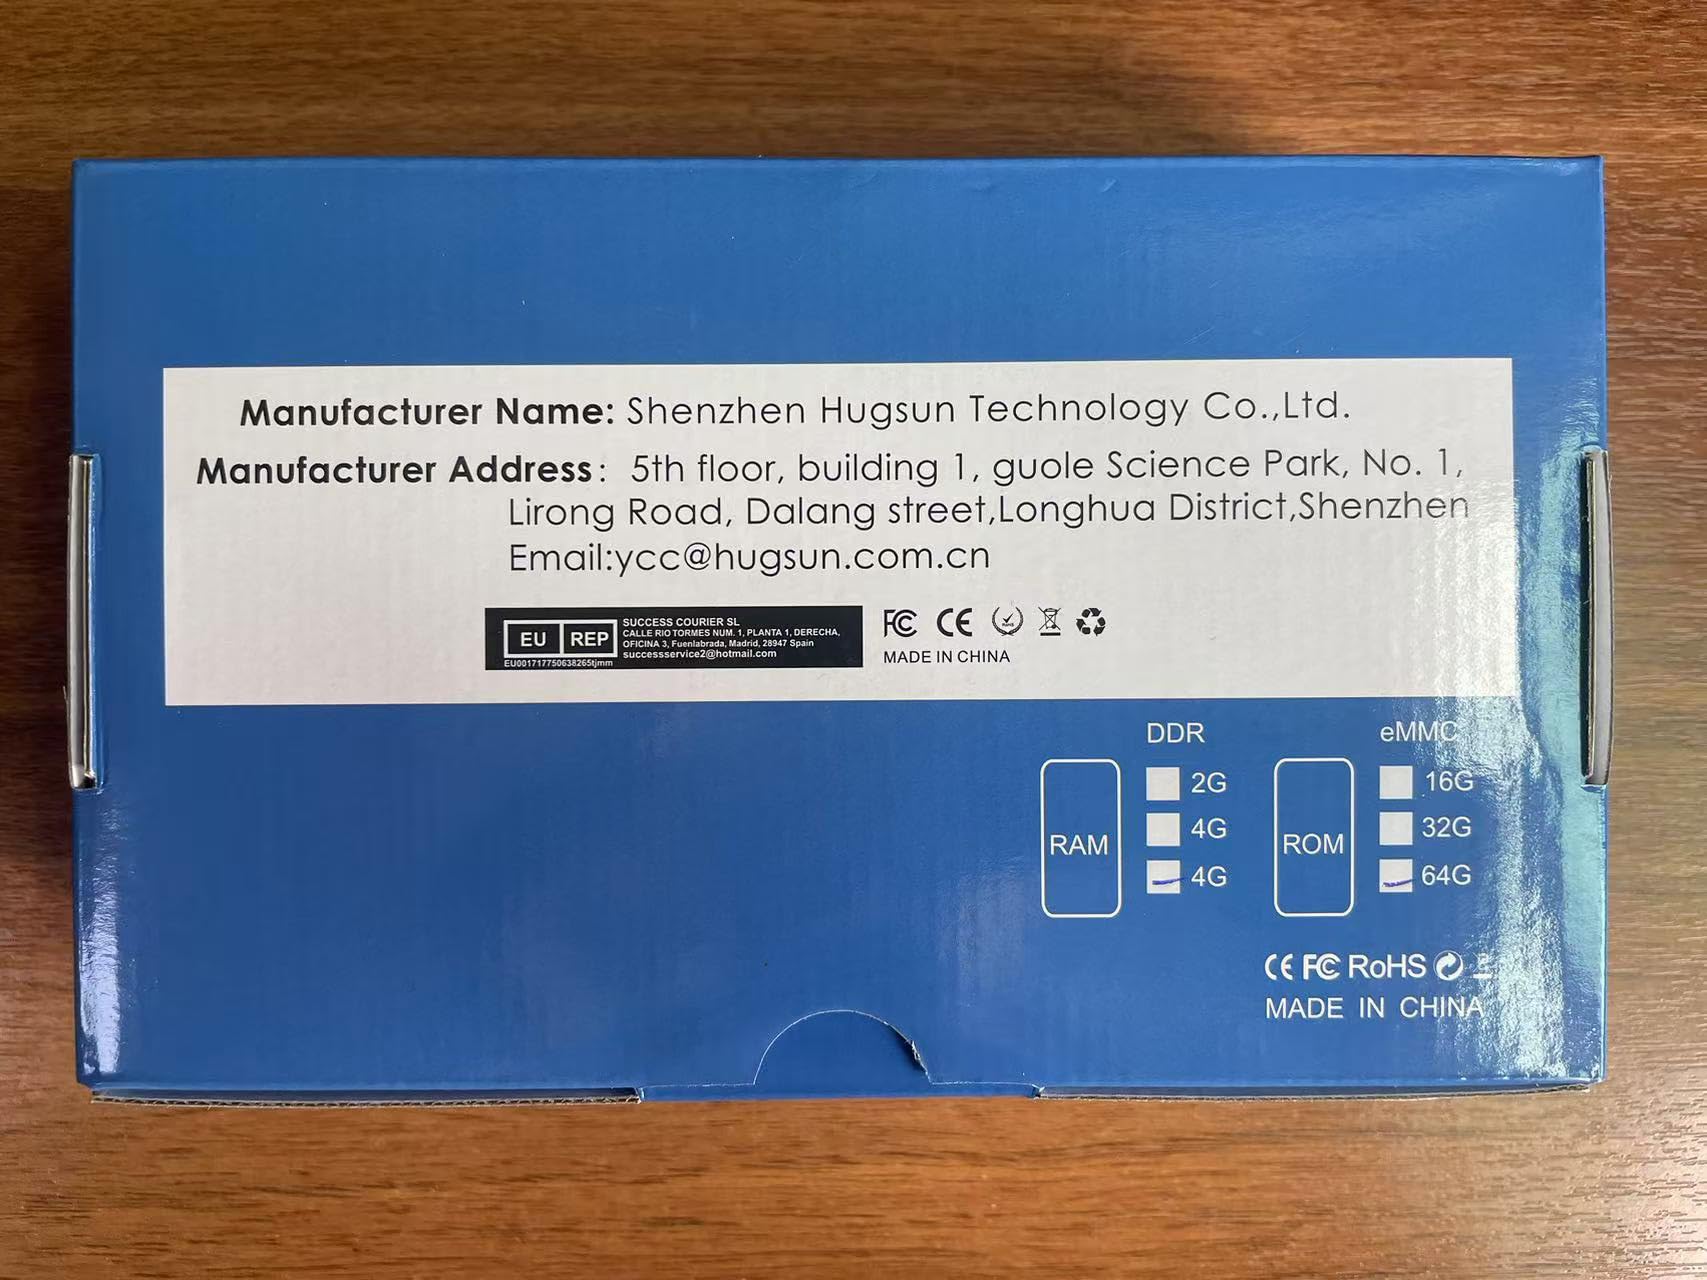 Manufacturer Name: Shenzhen Hugsun Technology Co.,Ltd.
Manufacturer Address: 5th floor, building 1, guole Science Park, No. 1,
Lirong Road, Dalang street,Longhua District,Shenzhen
Email:ycc@hugsun.com.cn
EU REP
EU001717750638265tjmm
SUCCESS COURIER SL
CALLE RIO TORMES NUM. 1, PLANTA 1, DERECHA,
OFICINA 3, Fuenlabrada, Madrid, 28947 Spain
successservice2@hotmail.com
FC CE RoHS
MADE IN CHINA
DDR
RAM
2G
4G
4G
eMMC
ROM
16G
32G
64G
CE FC RoHS
MADE IN CHINA